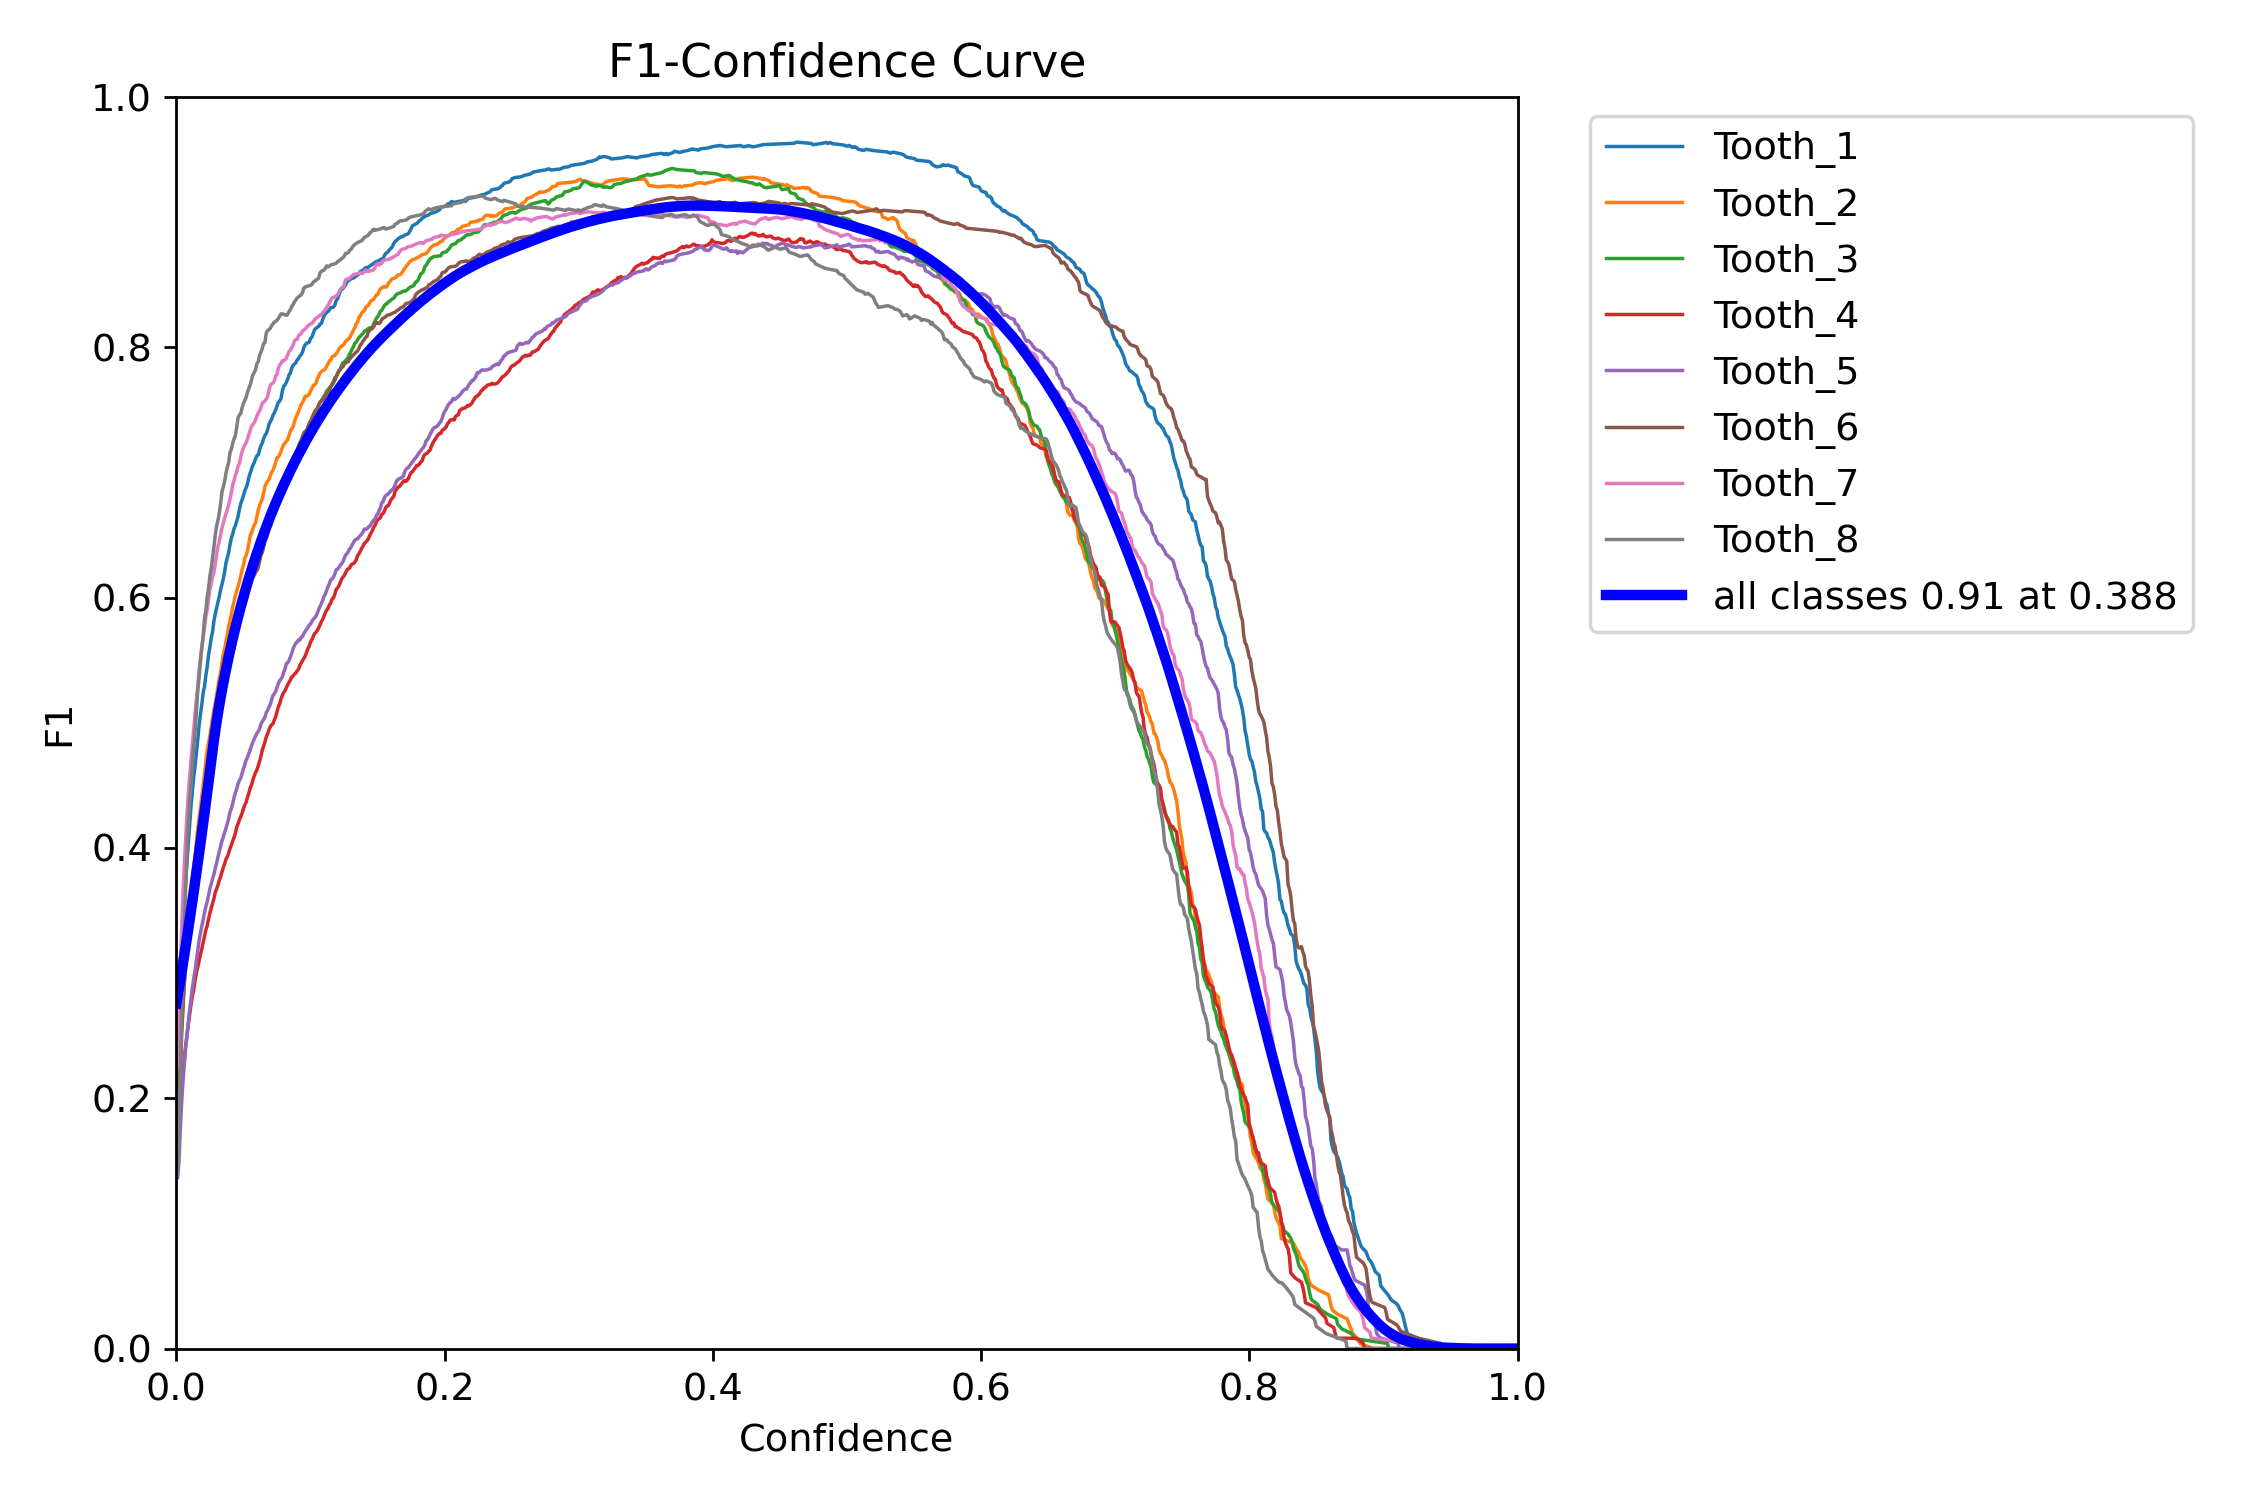 F1-Confidence Curve
1.0
0.8
0.6
0.4
0.2
0.0
F1
0.0 0.2 0.4 0.6 0.8 1.0
Confidence
Tooth_1
Tooth_2
Tooth_3
Tooth_4
Tooth_5
Tooth_6
Tooth_7
Tooth_8
all classes 0.91 at 0.388